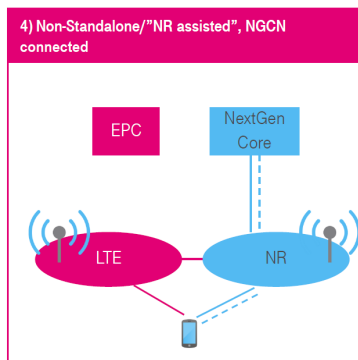 4) Non-Standalone/”NR assisted”, NGCN
connected
EPC
NextGen
Core
LTE
NR